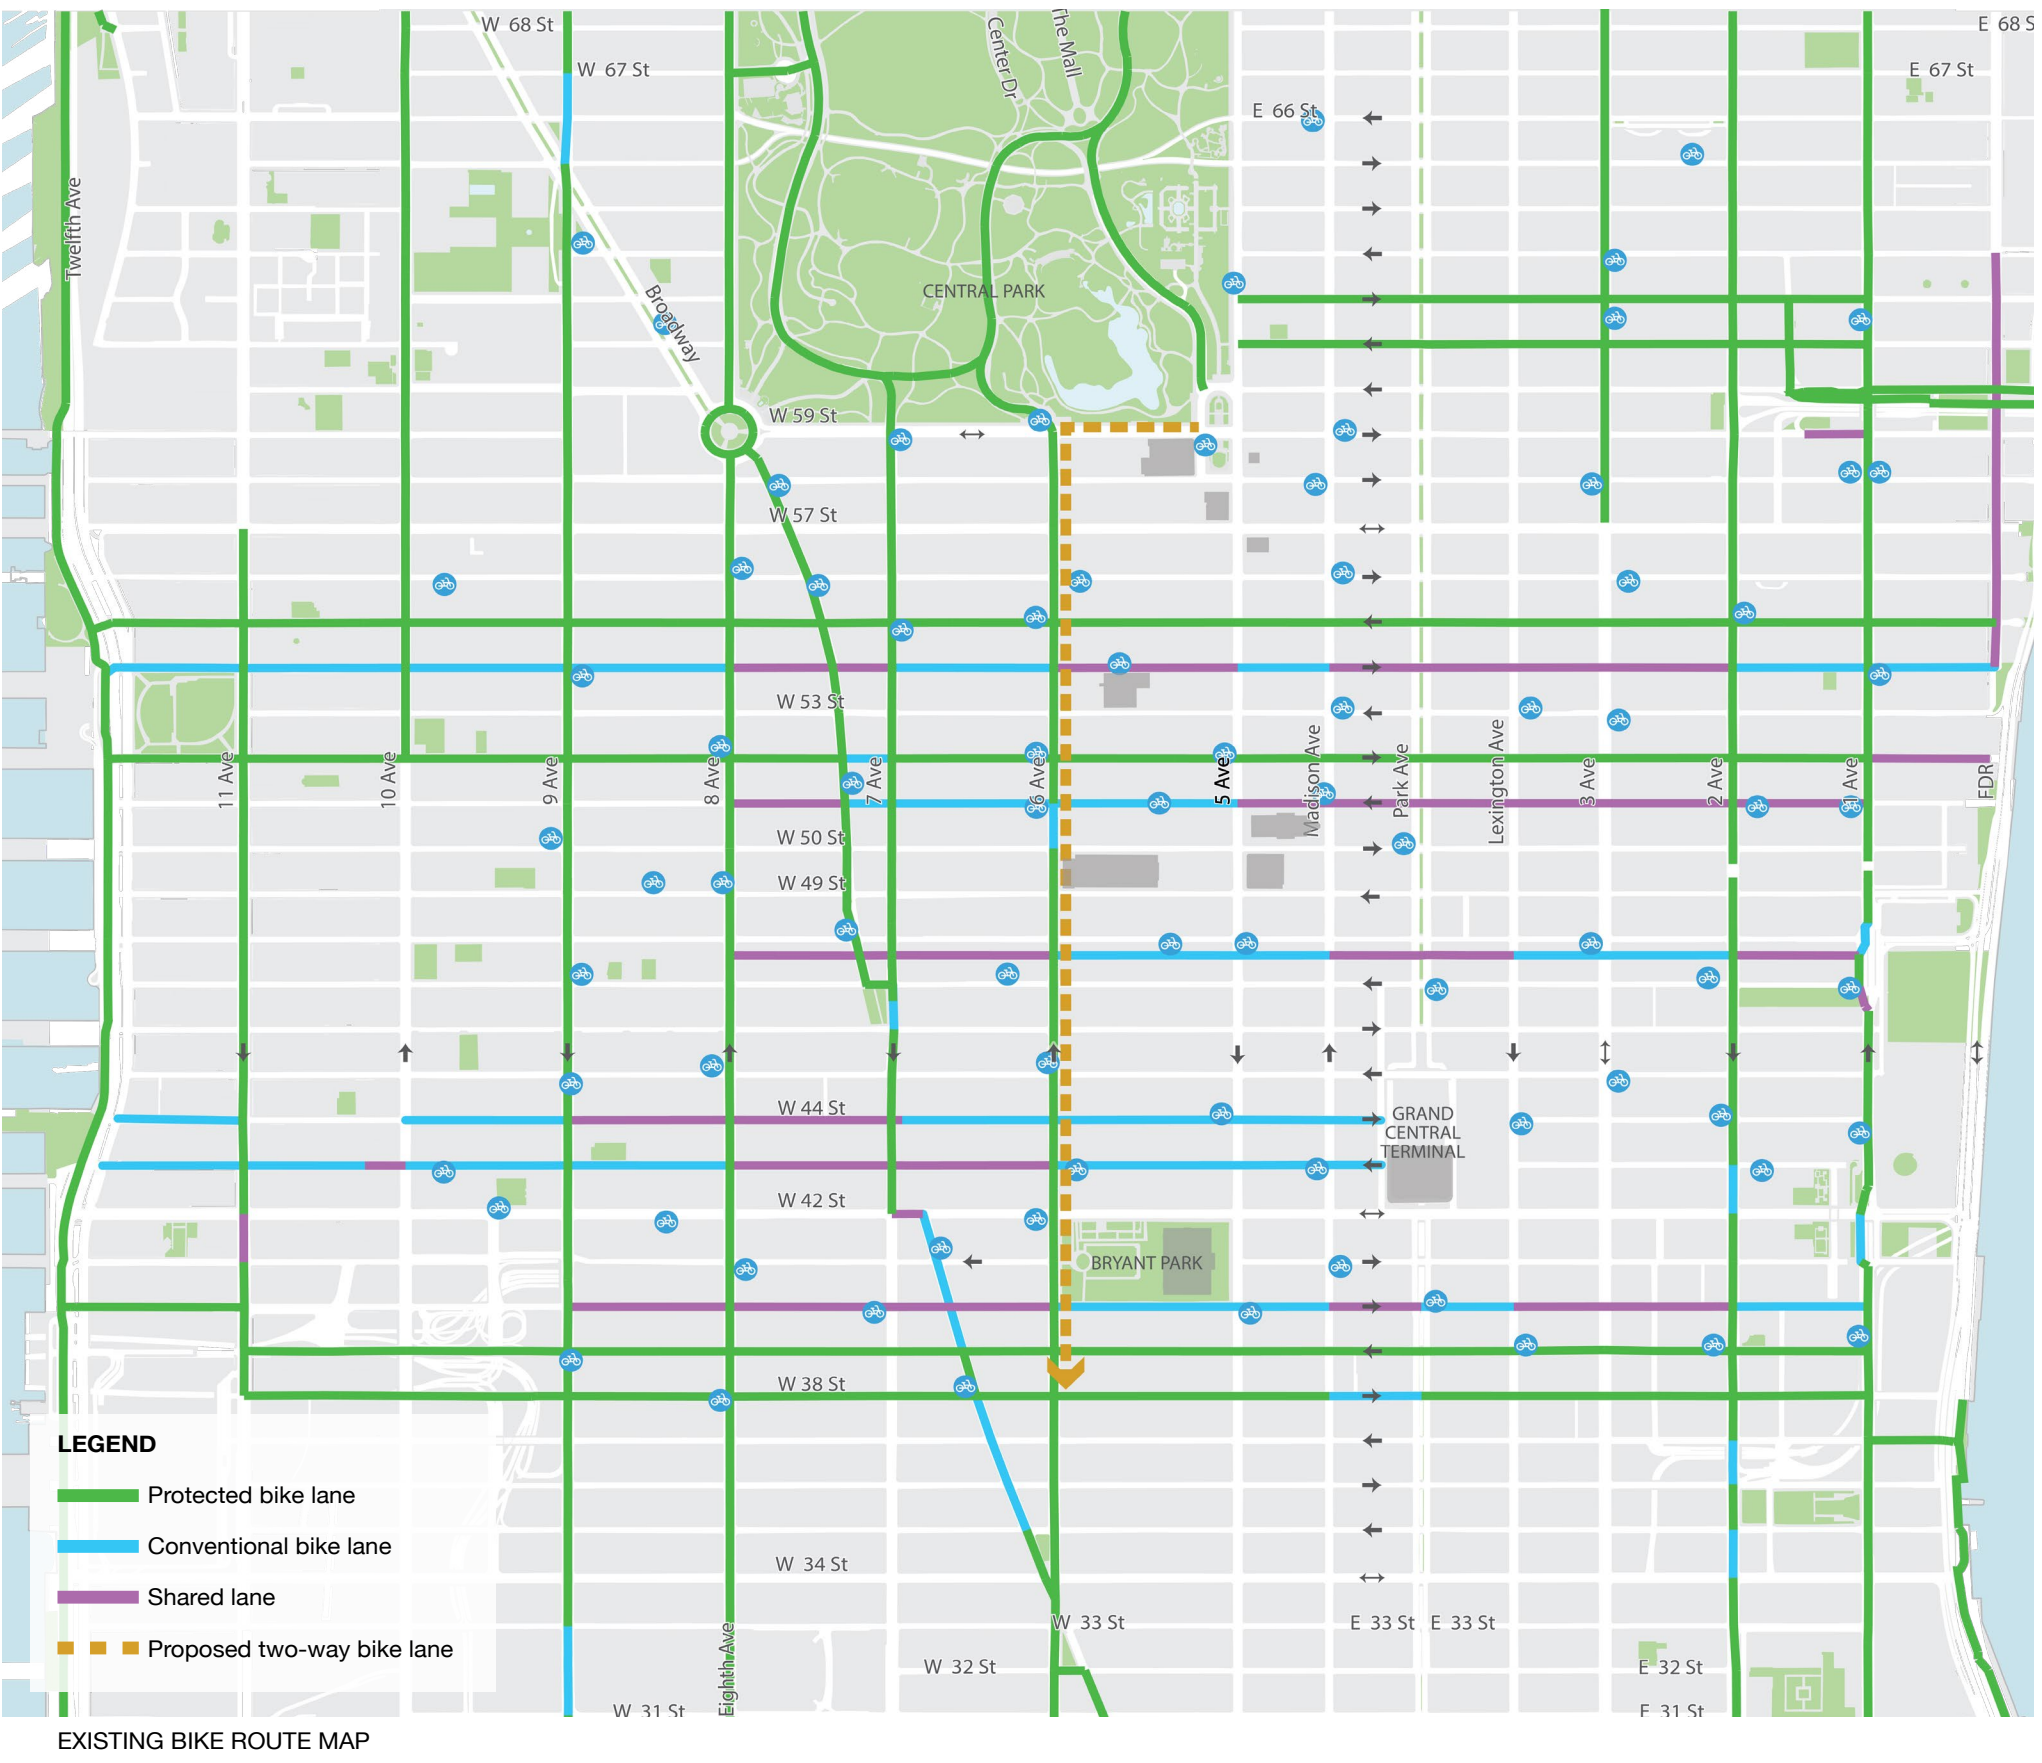 W 68 St
Center Dr
The Mall
E 68 S
W 67 St
E 67 St
E 66 St
Twelfth Ave
Broadway
CENTRAL PARK
W 59 St
W 57 St
W 53 St
11 Ave
10 Ave
9 Ave
8 Ave
7 Ave
6 Ave
5 Ave
Madison Ave
Park Ave
Lexington Ave
3 Ave
2 Ave
1 Ave
FDR
W 50 St
W 49 St
W 44 St
GRAND
CENTRAL
TERMINAL
W 42 St
BRYANT PARK
W 38 St
LEGEND
Protected bike lane
Conventional bike lane
Shared lane
Proposed two-way bike lane
W 34 St
W 33 St
E 33 St
E 33 St
Eighth Ave
W 32 St
E 32 St
W 31 St
E 31 St
EXISTING BIKE ROUTE MAP